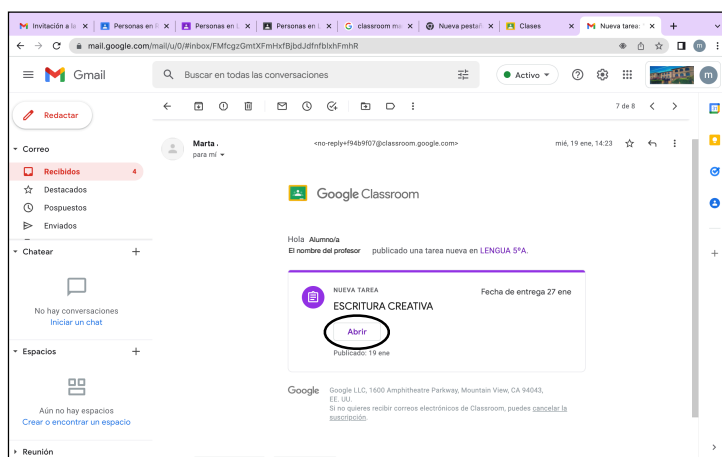 Invitación a la
Personas en
Personas en L
Personas en L
classroom me
Nueva pestañ
Clases
Nueva tarea:
mail.google.com/mail/u/0/#inbox/FMfcgzGmtXFmHxfBjbdJdfnfblxhFmhR
Gmail
Buscar en todas las conversaciones
Activo
m
Redactar
7 de 8
Correo
Recibidos 4
Destacados
Pospuestos
Enviados
Chatear
No hay conversaciones
Iniciar un chat
Espacios
Aún no hay espacios
Crear o encontrar un espacio
Reunión
Marta . <no-reply+f94b9f07@classroom.google.com> mié, 19 ene, 14:23
para mí
Google Classroom
Hola Alumno/a
El nombre del profesor publicado una tarea nueva en LENGUA 5ºA.
NUEVA TAREA
Fecha de entrega 27 ene
ESCRITURA CREATIVA
Abrir
Publicado: 19 ene
Google
Google LLC, 1600 Amphitheatre Parkway, Mountain View, CA 94043,
EE. UU.
Si no quieres recibir correos electrónicos de Classroom, puedes cancelar la
suscripción.